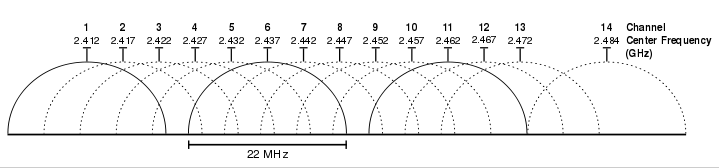 1 2 3 4 5 6 7 8 9 10 11 12 13 14 Channel
2.412 2.417 2.422 2.427 2.432 2.437 2.442 2.447 2.452 2.457 2.462 2.467 2.472 2.484 Center Frequency
(GHz)
22 MHz